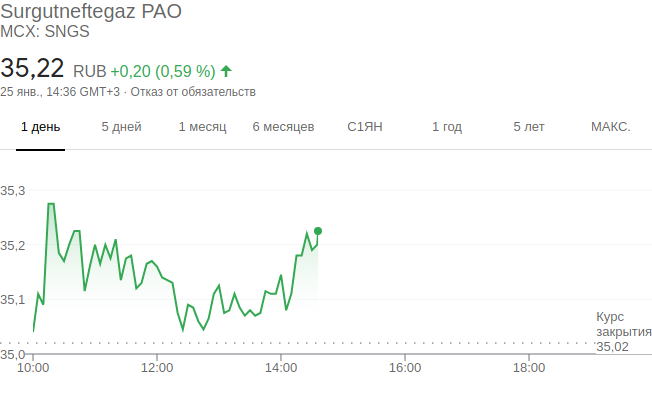 Surgutneftegaz PAO
MCX: SNGS
35,22 RUB +0,20 (0,59 %)
25 янв., 14:36 GMT+3 · Отказ от обязательств
1 день 5 дней 1 месяц 6 месяцев С1ЯН 1 год 5 лет МАКС.
35,3
35,2
35,1
Курс
закрытия
35,02
35,0
10:00 12:00 14:00 16:00 18:00